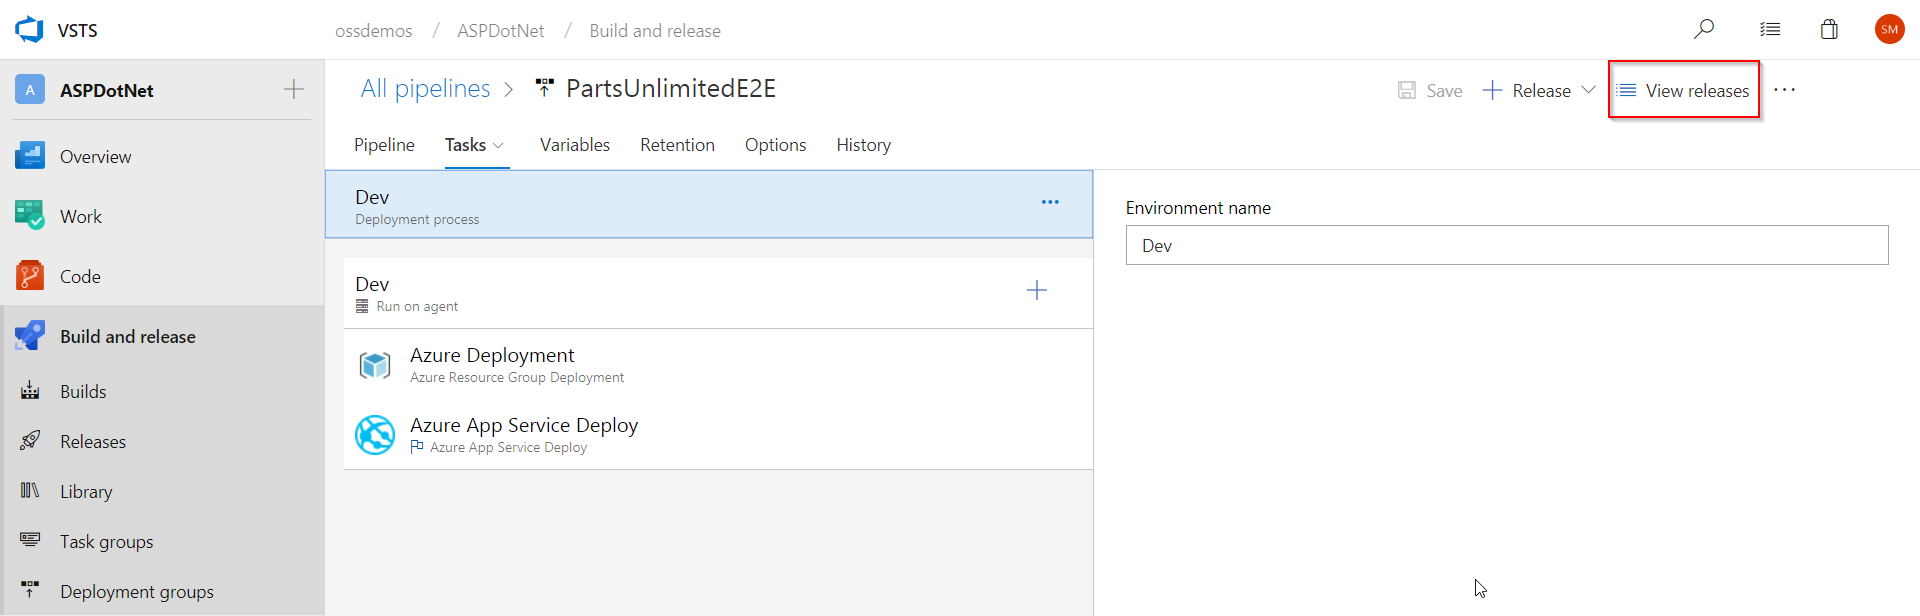 VSTS
ossdemos / ASPDotNet / Build and release
SM
A ASPDotNet
All pipelines > PartsUnlimitedE2E
Save
Release
View releases
...
Pipeline
Tasks
Variables
Retention
Options
History
Overview
Work
Code
Build and release
Builds
Releases
Library
Task groups
Deployment groups
Dev
Deployment process
...
Dev
Run on agent
Azure Deployment
Azure Resource Group Deployment
Azure App Service Deploy
Azure App Service Deploy
Environment name
Dev